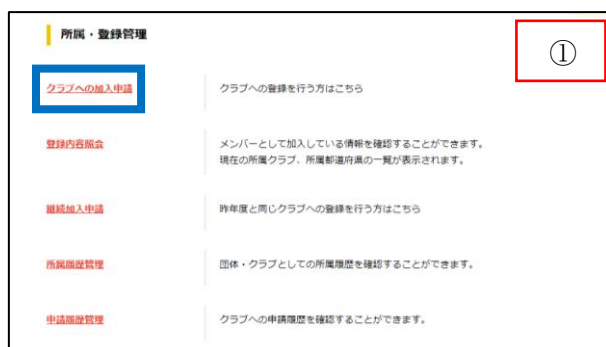 所属・登録管理
①
クラブへの加入申請
クラブへの登録を行う方はこちら
登録内容照会
メンバーとして加入している情報を確認することができます。
現在の所属クラブ、所属都道府県の一覧が表示されます。
継続加入申請
昨年度と同じクラブへの登録を行う方はこちら
所属履歴管理
団体・クラブとしての所属履歴を確認することができます。
申請履歴管理
クラブへの申請履歴を確認することができます。